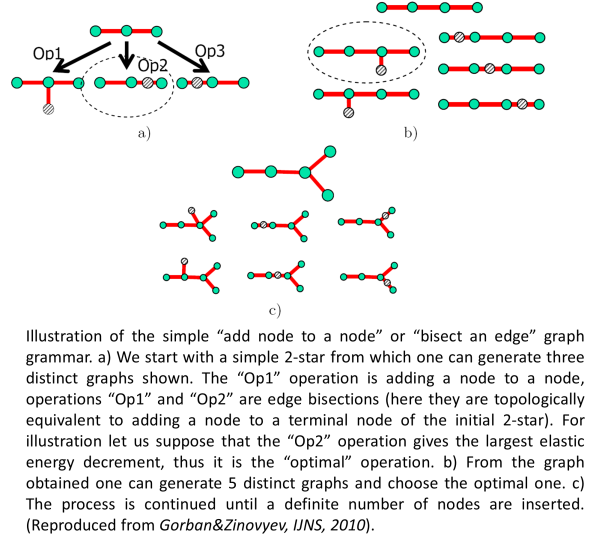 Op1
Op2
Op3
a)
b)
c)
Illustration of the simple “add node to a node” or “bisect an edge” graph
grammar. a) We start with a simple 2-star from which one can generate three
distinct graphs shown. The “Op1” operation is adding a node to a node,
operations “Op1” and “Op2” are edge bisections (here they are topologically
equivalent to adding a node to a terminal node of the initial 2-star). For
illustration let us suppose that the “Op2” operation gives the largest elastic
energy decrement, thus it is the “optimal” operation. b) From the graph
obtained one can generate 5 distinct graphs and choose the optimal one. c)
The process is continued until a definite number of nodes are inserted.
(Reproduced from Gorban&Zinovyev, IJNS, 2010).